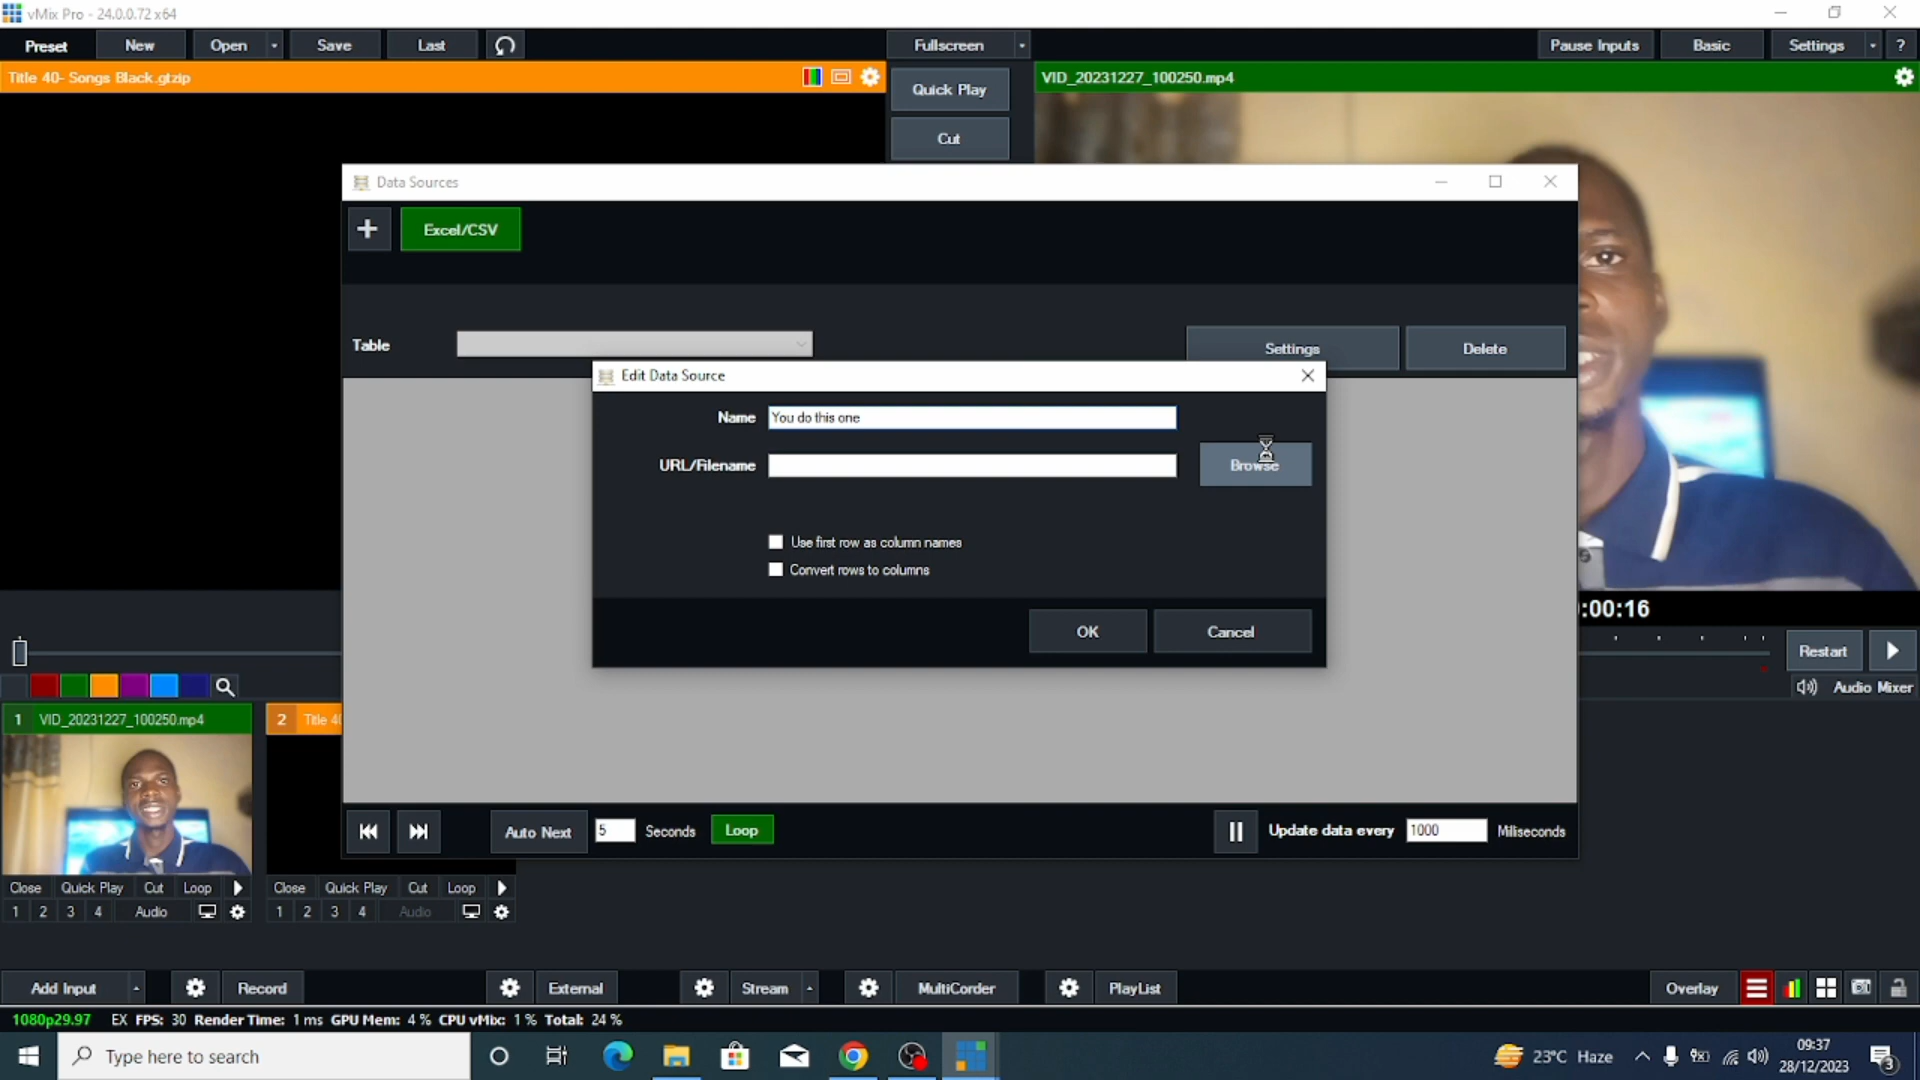 vMix Pro - 24.0.0.72 x64
Preset New Open Save Last Fullscreen Pause Inputs Basic Settings ?
Title 40- Songs Black.gtzip
Quick Play
VID_20231227_100250.mp4
Cut
Data Sources
+ Excel/CSV
Table Settings Delete
Edit Data Source
Name You do this one
URL/Filename Browse
Use first row as column names
Convert rows to columns
OK Cancel
:00:16
Restart
Audio Mixer
1 VID_20231227_100250.mp4
2 Title 40
Auto Next 5 Seconds Loop Update data every 1000 Miliseconds
Close Quick Play Cut Loop Close Quick Play Cut Loop
1 2 3 4 Audio 1 2 3 4 Audio
Add Input Record External Stream MultiCorder PlayList Overlay
1080p29.97 EX FPS: 30 Render Time: 1 ms GPU Mem: 4 % CPU vMix: 1 % Total: 24 %
Type here to search
23°C Haze
09:37
28/12/2023
3